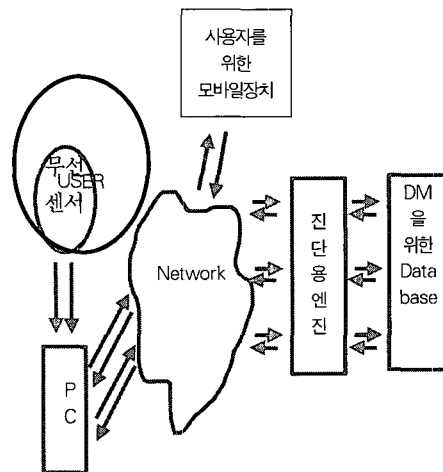 사용자를
위한
모바일장치
무선
USER
센서
Network
진
단
용
엔
진
DM
을
위한
Data
base
P
C